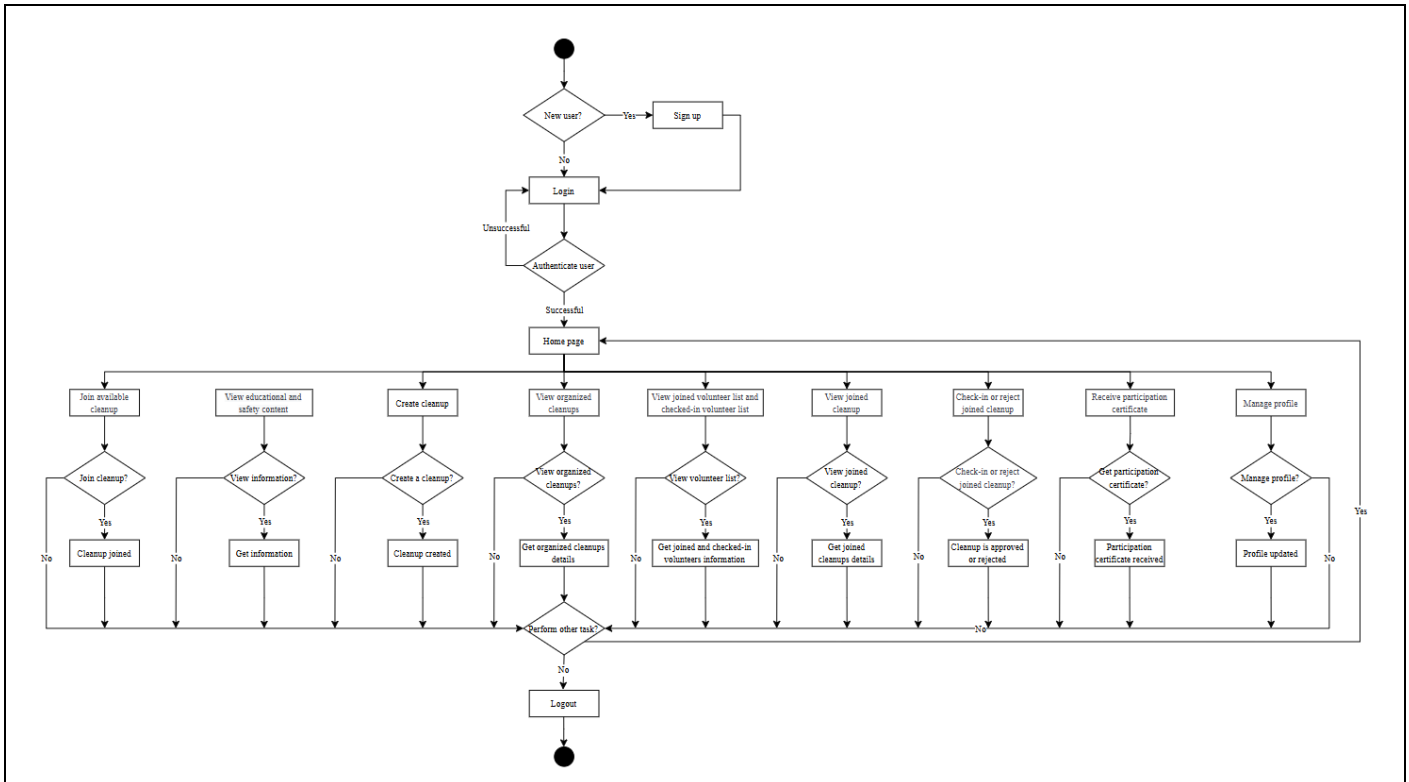 New user?
Yes
Sign up
No
Login
Unsuccessful
Authenticate user
Successful
Home page
Join available
cleanup
View educational and
safety content
Create cleanup
View organized
cleanups
View joined volunteer list and
checked-in volunteer list
View joined
cleanup
Check-in or reject
joined cleanup
Receive participation
certificate
Manage profile
Join cleanup?
View information?
Create a cleanup?
View organized
cleanups?
View volunteer list?
View joined
cleanup?
Check-in or reject
joined cleanup?
Get participation
certificate?
Manage profile?
Yes
Yes
Yes
Yes
Yes
Yes
Yes
Yes
Yes
Yes
No
Cleanup joined
No
Get information
No
Cleanup created
No
Get organized cleanups
details
No
Get joined and checked-in
volunteers information
No
Get joined
cleanups details
No
Cleanup is approved
or rejected
No
Participation
certificate received
Profile updated
No
Perform other task?
No
No
Logout